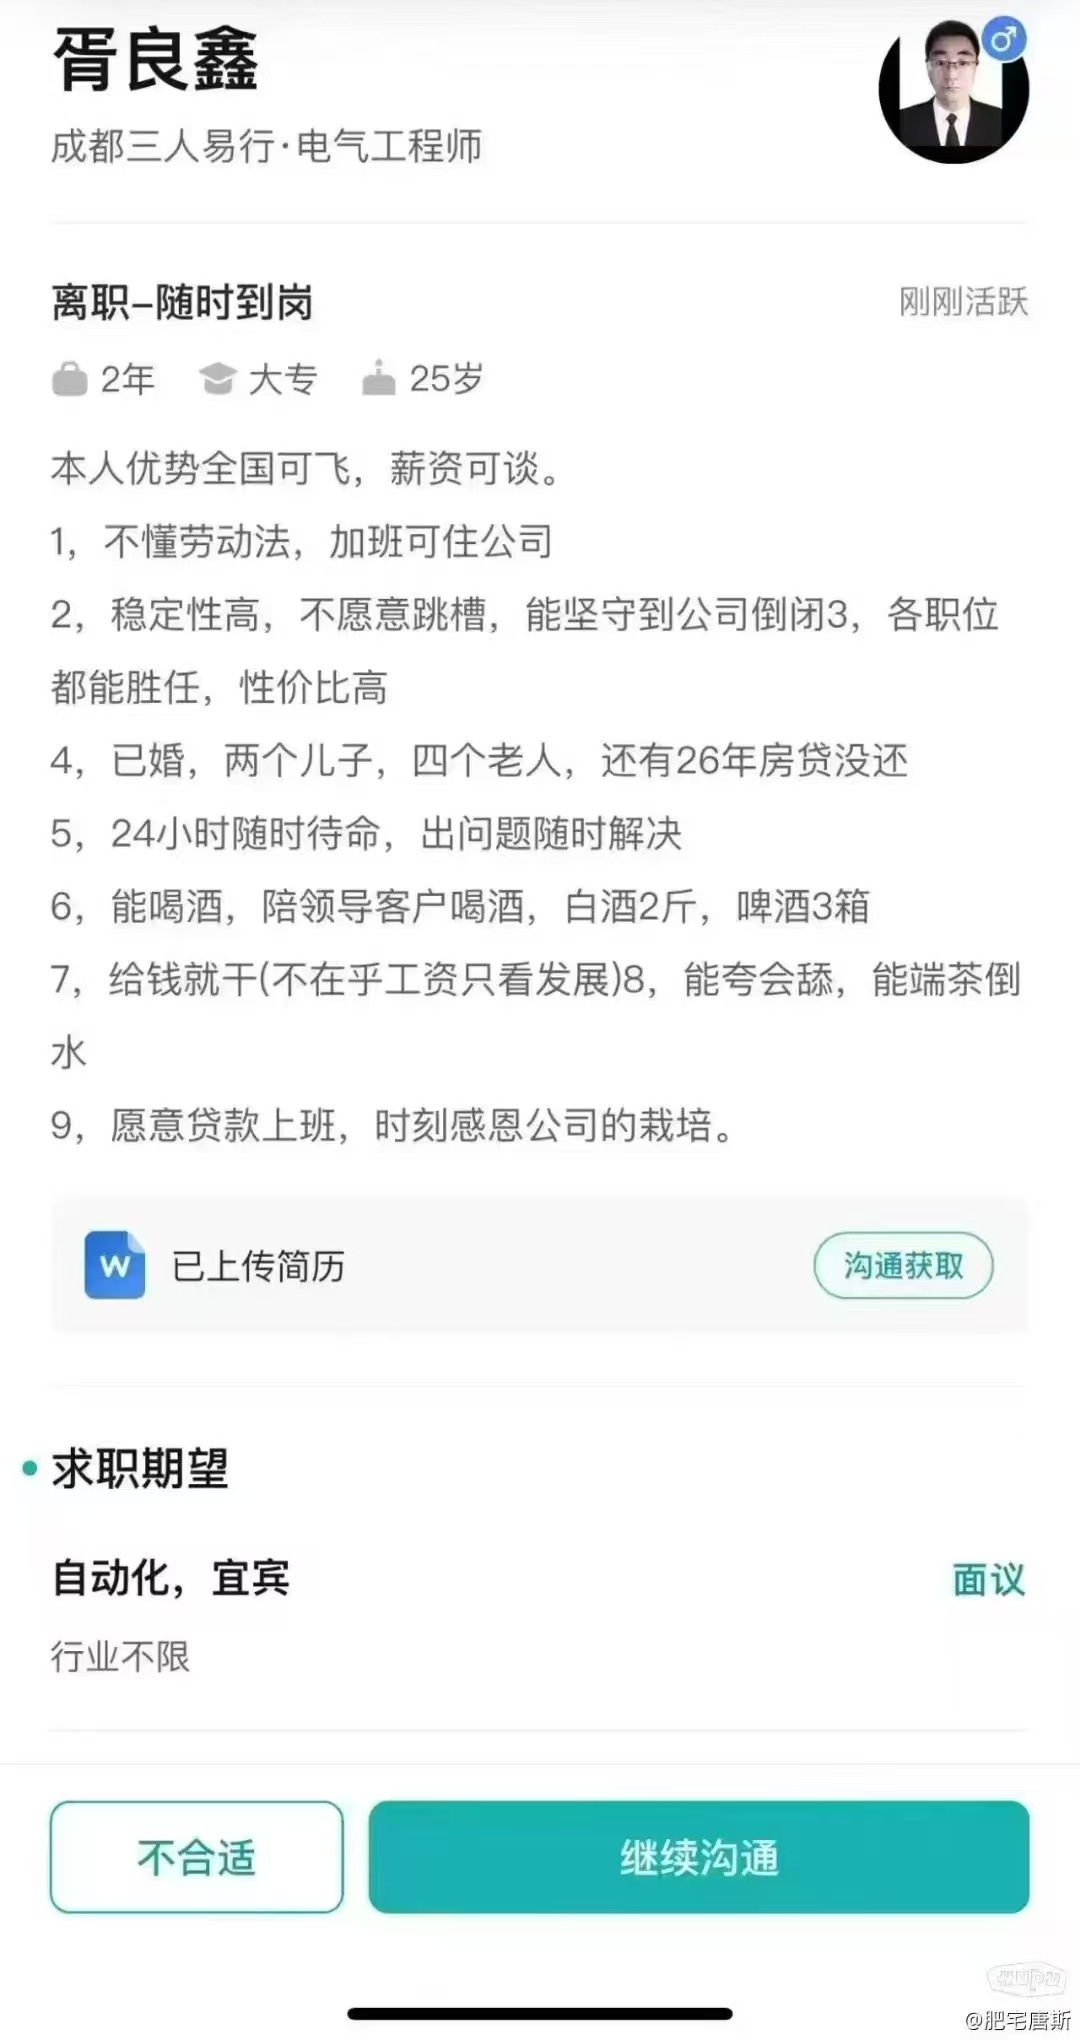 胥良鑫
成都三人易行·电气工程师
离职-随时到岗
刚刚活跃
2年 大专 25岁
本人优势全国可飞，薪资可谈。
1，不懂劳动法，加班可住公司
2，稳定性高，不愿意跳槽，能坚守到公司倒闭3，各职位
都能胜任，性价比高
4，已婚，两个儿子，四个老人，还有26年房贷没还
5，24小时随时待命，出问题随时解决
6，能喝酒，陪领导客户喝酒，白酒2斤，啤酒3箱
7，给钱就干(不在乎工资只看发展)8，能夸会舔，能端茶倒
水
9，愿意贷款上班，时刻感恩公司的栽培。
W 已上传简历
沟通获取
求职期望
自动化，宜宾
面议
行业不限
不合适
继续沟通
@肥宅唐斯